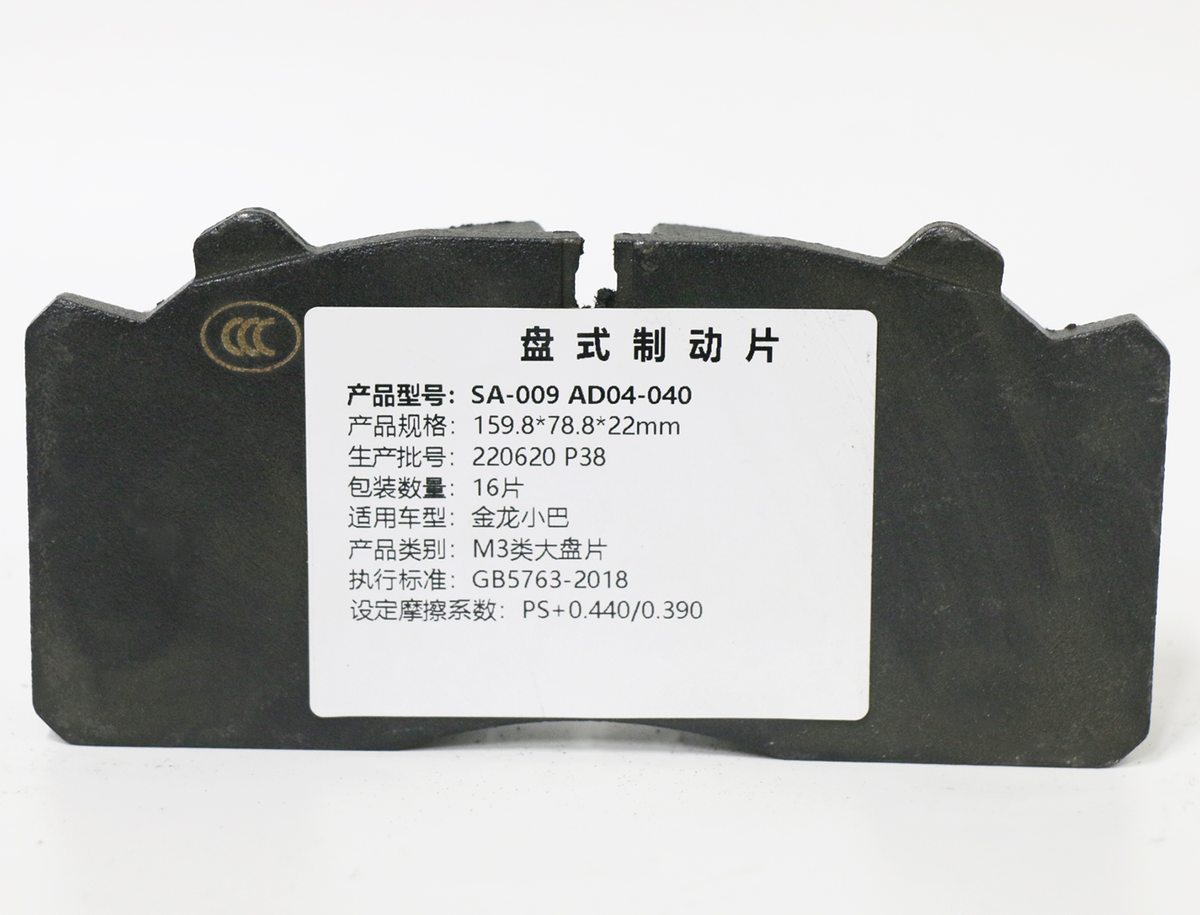 CCC
盘式制动片
产品型号：SA-009 AD04-040
产品规格：159.8*78.8*22mm
生产批号：220620 P38
包装数量：16片
适用车型：金龙小巴
产品类别：M3类大盘片
执行标准：GB5763-2018
设定摩擦系数：PS+0.440/0.390